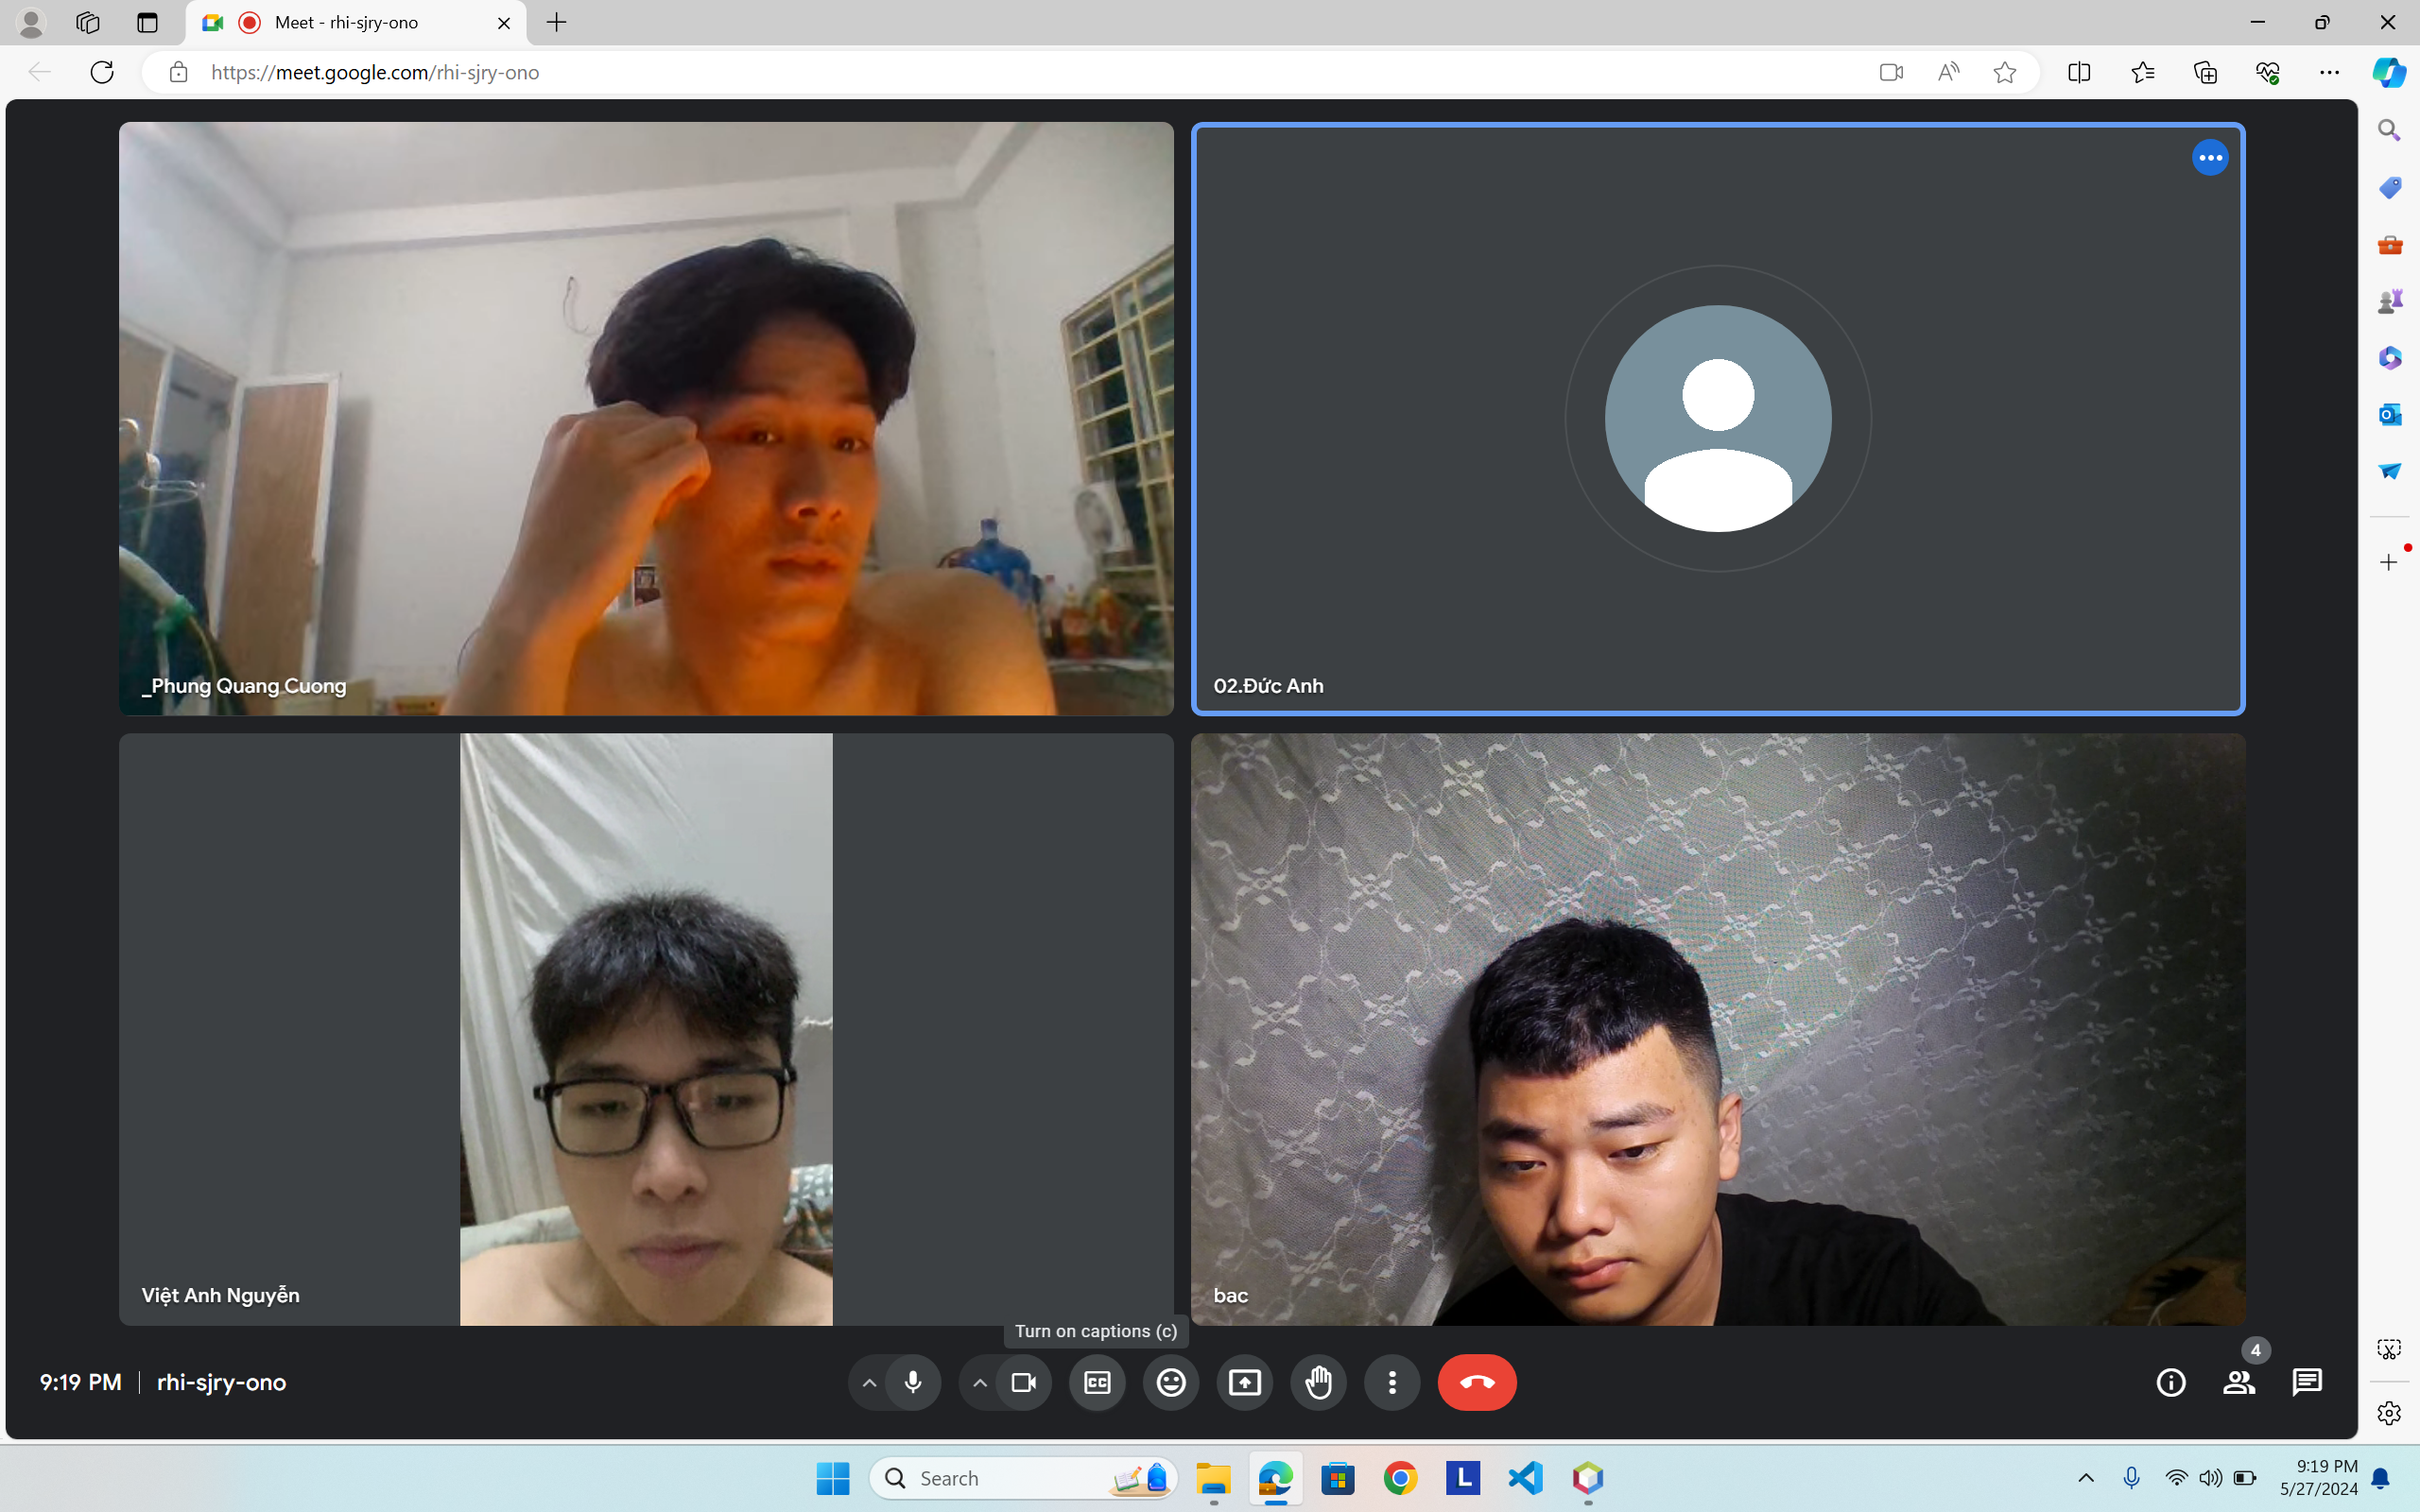 Meet - rhi-sjry-ono
https://meet.google.com/rhi-sjry-ono
_Phung Quang Cuong
02.Đức Anh
Việt Anh Nguyễn
bac
Turn on captions (c)
9:19 PM | rhi-sjry-ono
4
Search
9:19 PM
5/27/2024